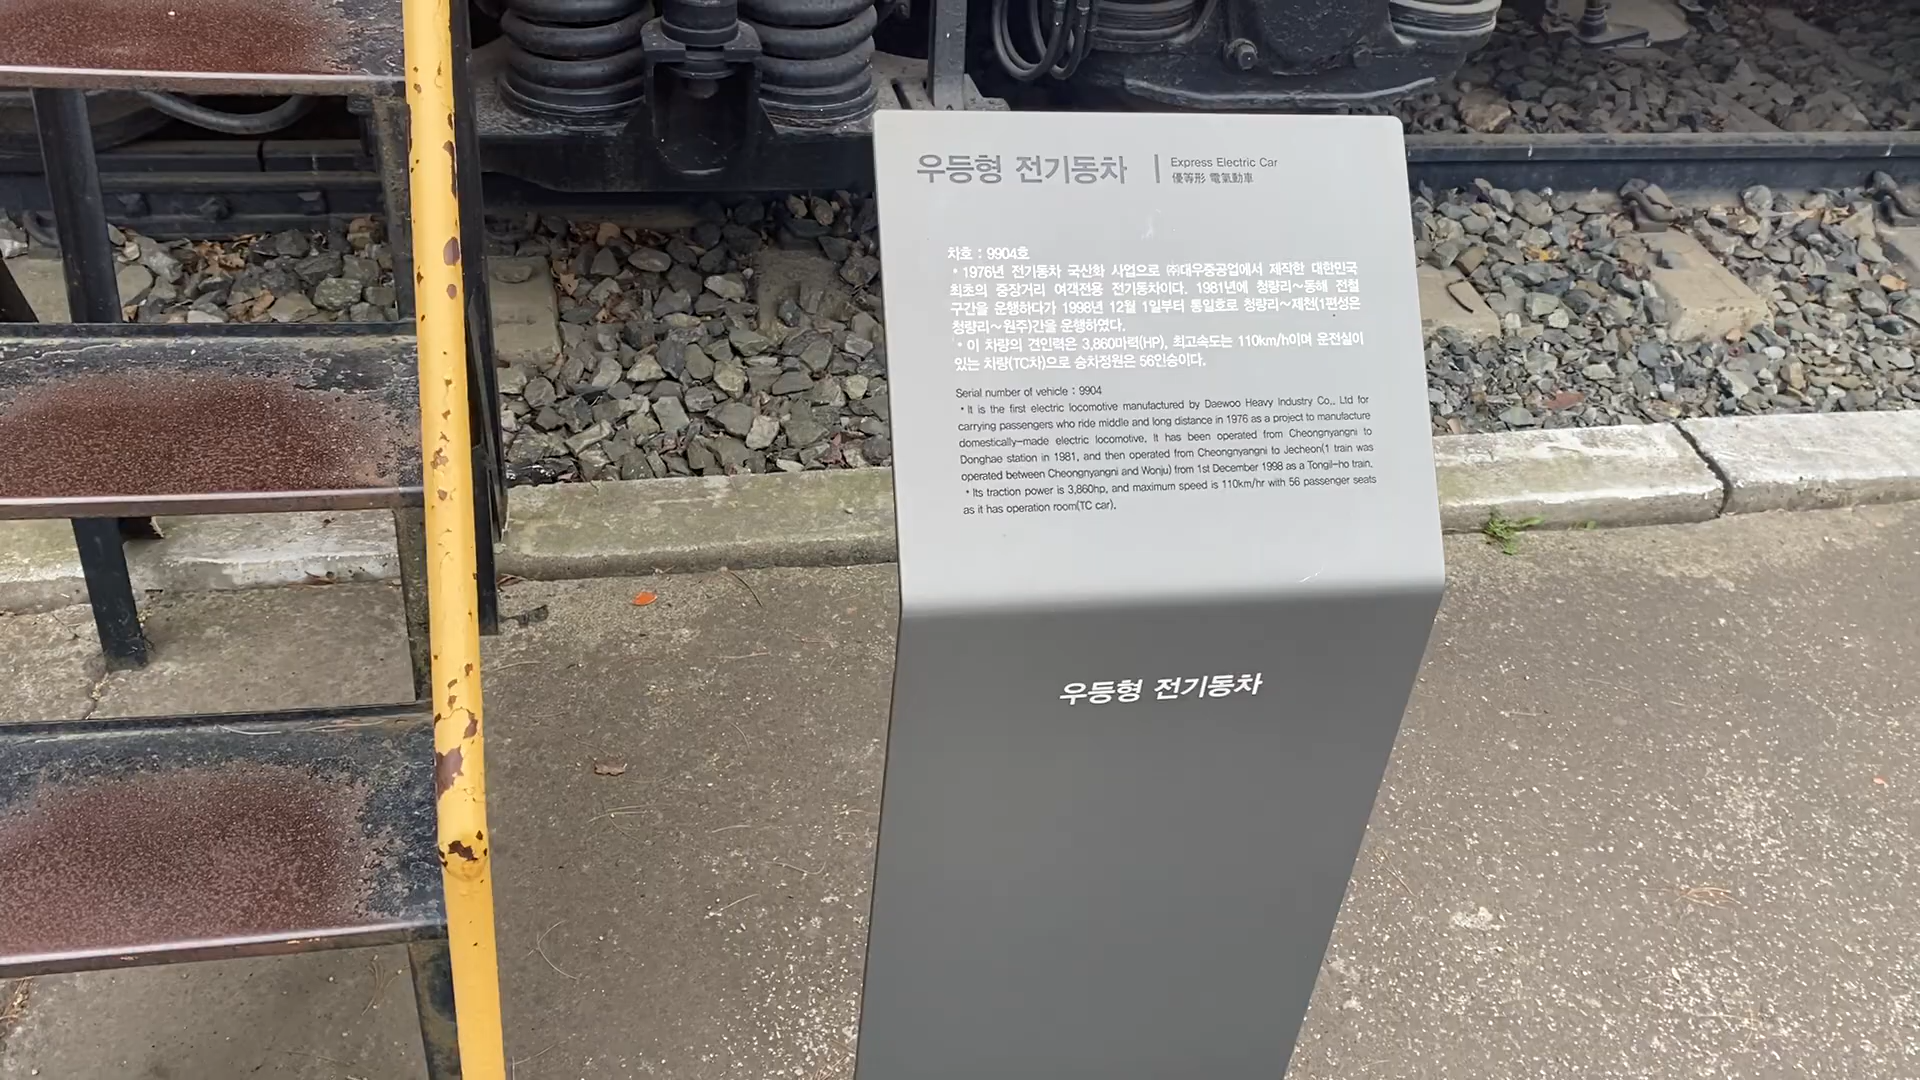 우등형 전기동차
Express Electric Car
優等形 電氣動車
차호 : 9904호
• 1976년 전기동차 국산화 사업으로 ㈜대우중공업에서 제작한 대한민국
최초의 중장거리 여객전용 전기동차이다. 1981년에 청량리~동해 전철
구간을 운행하다가 1998년 12월 1일부터 통일호로 청량리~제천(1편성은
청량리~원주)간을 운행하였다.
• 이 차량의 견인력은 3,860마력(HP), 최고속도는 110km/h이며 운전실이
있는 차량(TC차)으로 승차정원은 56인승이다.
Serial number of vehicle : 9904
• It is the first electric locomotive manufactured by Daewoo Heavy Industry Co., Ltd for
carrying passengers who ride middle and long distance in 1976 as a project to manufacture
domestically-made electric locomotive. It has been operated from Cheongnyangni to
Donghae station in 1981, and then operated from Cheongnyangni to Jecheon(1 train was
operated between Cheongnyangni and Wonju) from 1st December 1998 as a Tongil-ho train.
• Its traction power is 3,860hp, and maximum speed is 110km/hr with 56 passenger seats
as it has operation room(TC car).
우등형 전기동차